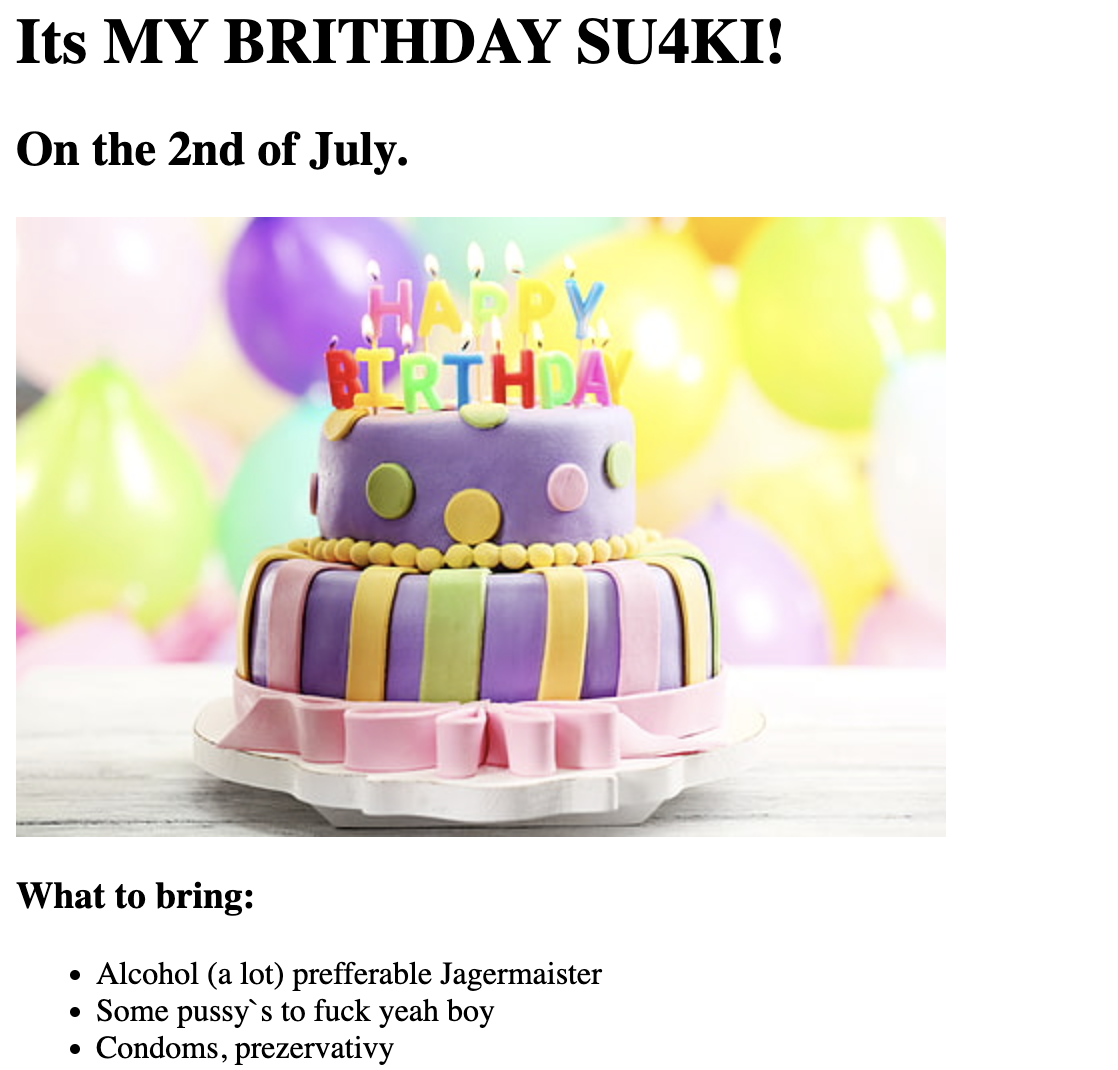 Its MY BRITHDAY SU4KI!
On the 2nd of July.
HAPPY
BIRTHDAY
What to bring:
Alcohol (a lot) prefferable Jagermaister
Some pussy`s to fuck yeah boy
Condoms, prezervativy